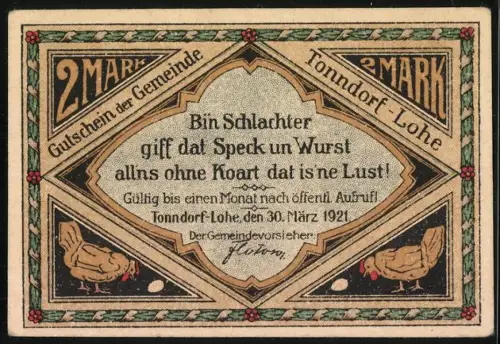 2 MARK
2 MARK
Gutschein der Gemeinde
Tonndorf-Lohe
Bin Schlachter
giff dat Speck un Wurst
allns ohne Koart dat is ne Lust!
Gültig bis einen Monat nach öffentl. Aufruf!
Tonndorf-Lohe, den 30. März 1921.
Der Gemeindevorsteher: